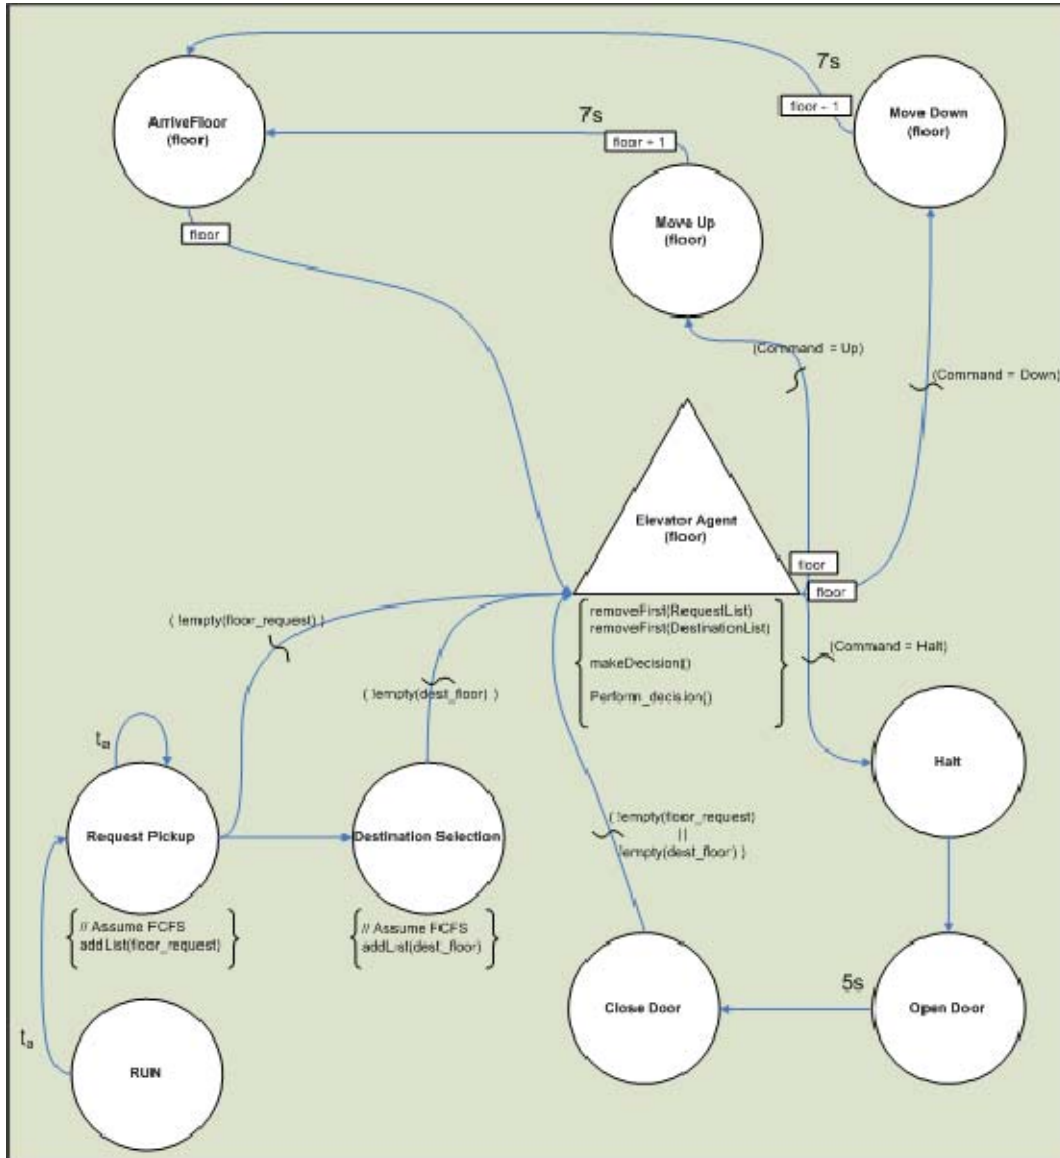 7s
7s
floor - 1
Move Down
(floor)
ArriveFloor
(floor)
floor + 1
Move Up
(floor)
floor
(Command = Up)
(Command = Down)
Elevator Agent
(floor)
floor
floor
removeFirst(RequestList)
removeFirst(DestinationList)
makeDecision()
Perform_decision()
( !empty(floor_request) )
( !empty(dest_floor) )
(Command = Halt)
ta
Request Pickup
Destination Selection
Halt
( !empty(floor_request)
||
!empty(dest_floor) )
// Assume FCFS
addList(floor_request)
// Assume FCFS
addList(dest_floor)
5s
Close Door
Open Door
ta
RUN